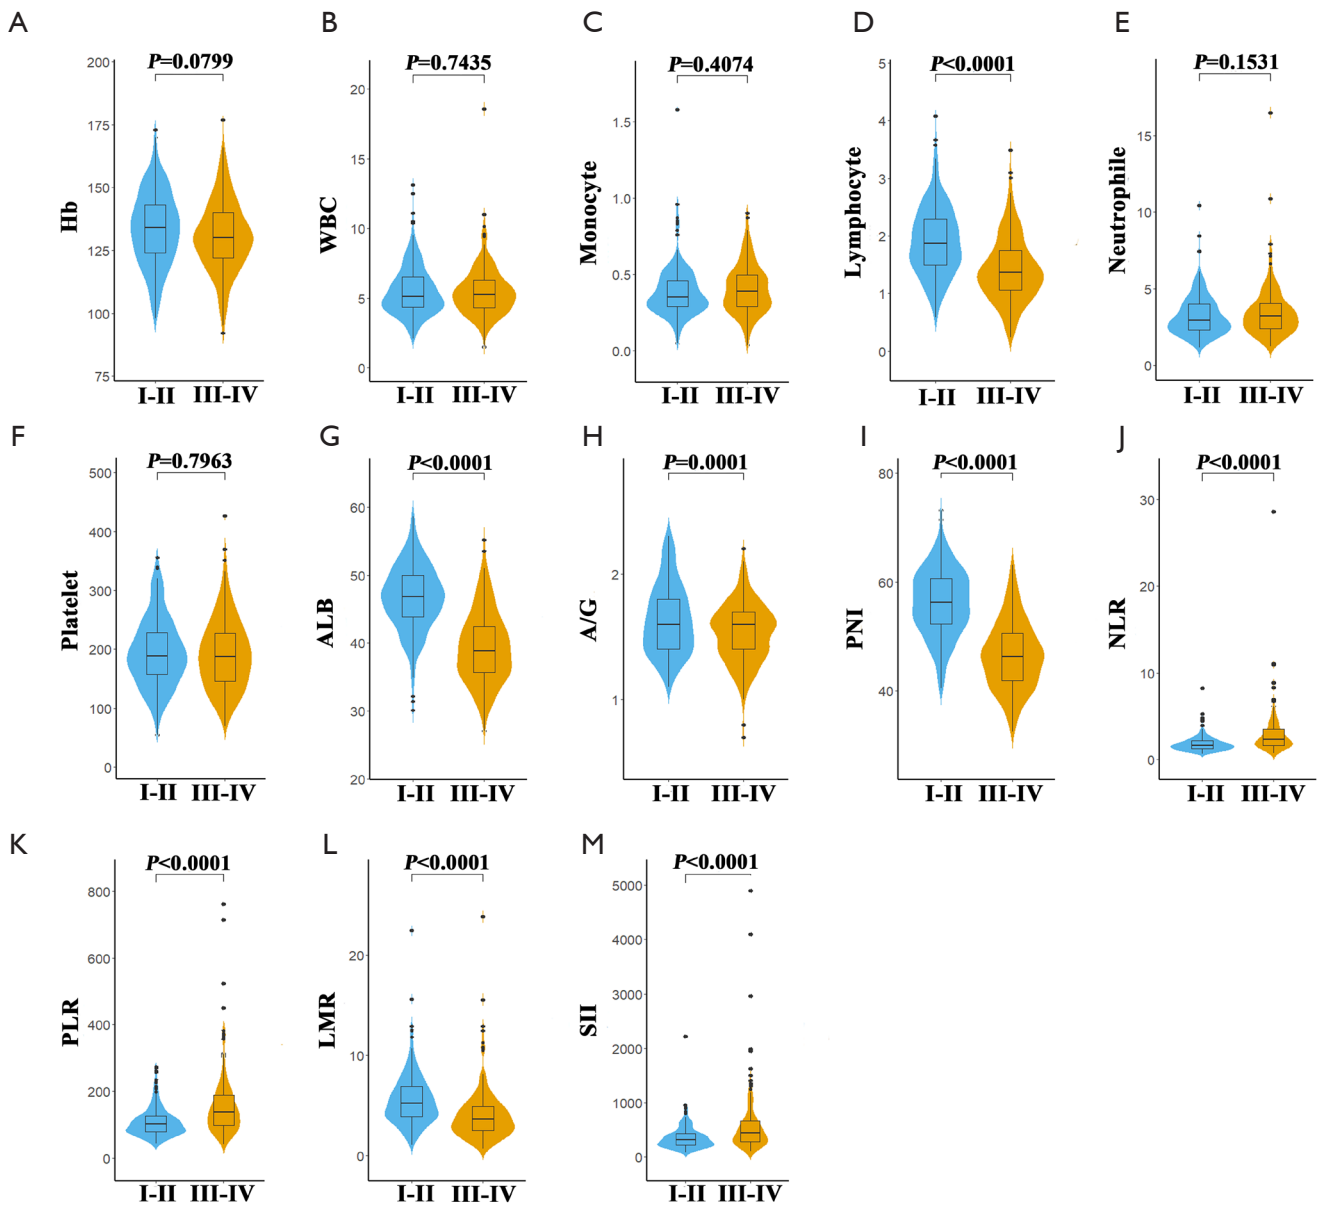 A
B
C
D
E
P=0.0799
P=0.7435
P=0.4074
P<0.0001
P=0.1531
Hb
200
175
150
125
100
75
WBC
20
15
10
5
0
Monocyte
1.5
1.0
0.5
0.0
Lymphocyte
5
4
3
2
1
0
Neutrophile
15
10
5
0
I-II III-IV
I-II III-IV
I-II III-IV
I-II III-IV
I-II III-IV
F
G
H
I
J
P=0.7963
P<0.0001
P=0.0001
P<0.0001
P<0.0001
Platelet
500
400
300
200
100
0
ALB
60
50
40
30
20
A/G
2
1
PNI
80
60
40
NLR
30
20
10
0
I-II III-IV
I-II III-IV
I-II III-IV
I-II III-IV
I-II III-IV
K
L
M
P<0.0001
P<0.0001
P<0.0001
PLR
800
600
400
200
0
LMR
20
10
0
SII
5000
4000
3000
2000
1000
0
I-II III-IV
I-II III-IV
I-II III-IV